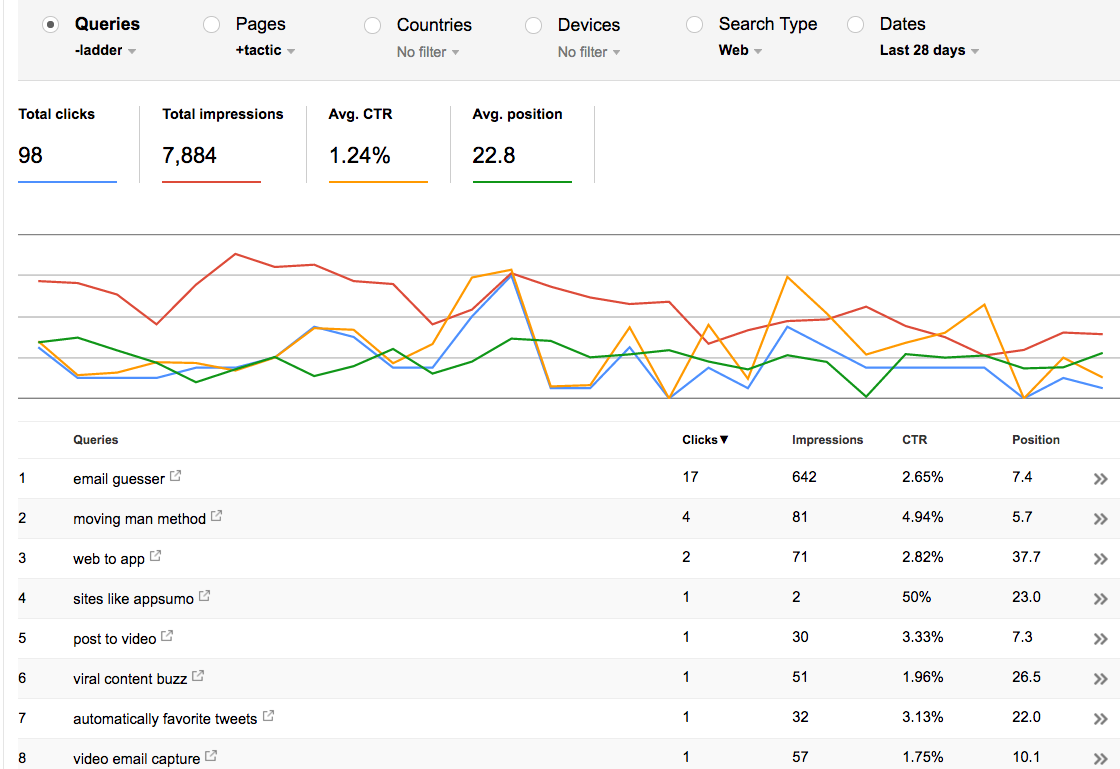 Queries Pages Countries Devices Search Type Dates
-ladder +tactic No filter No filter Web Last 28 days
Total clicks Total impressions Avg. CTR Avg. position
98 7,884 1.24% 22.8
Queries Clicks▼ Impressions CTR Position
1 email guesser 17 642 2.65% 7.4 »
2 moving man method 4 81 4.94% 5.7 »
3 web to app 2 71 2.82% 37.7 »
4 sites like appsumo 1 2 50% 23.0 »
5 post to video 1 30 3.33% 7.3 »
6 viral content buzz 1 51 1.96% 26.5 »
7 automatically favorite tweets 1 32 3.13% 22.0 »
8 video email capture 1 57 1.75% 10.1 »